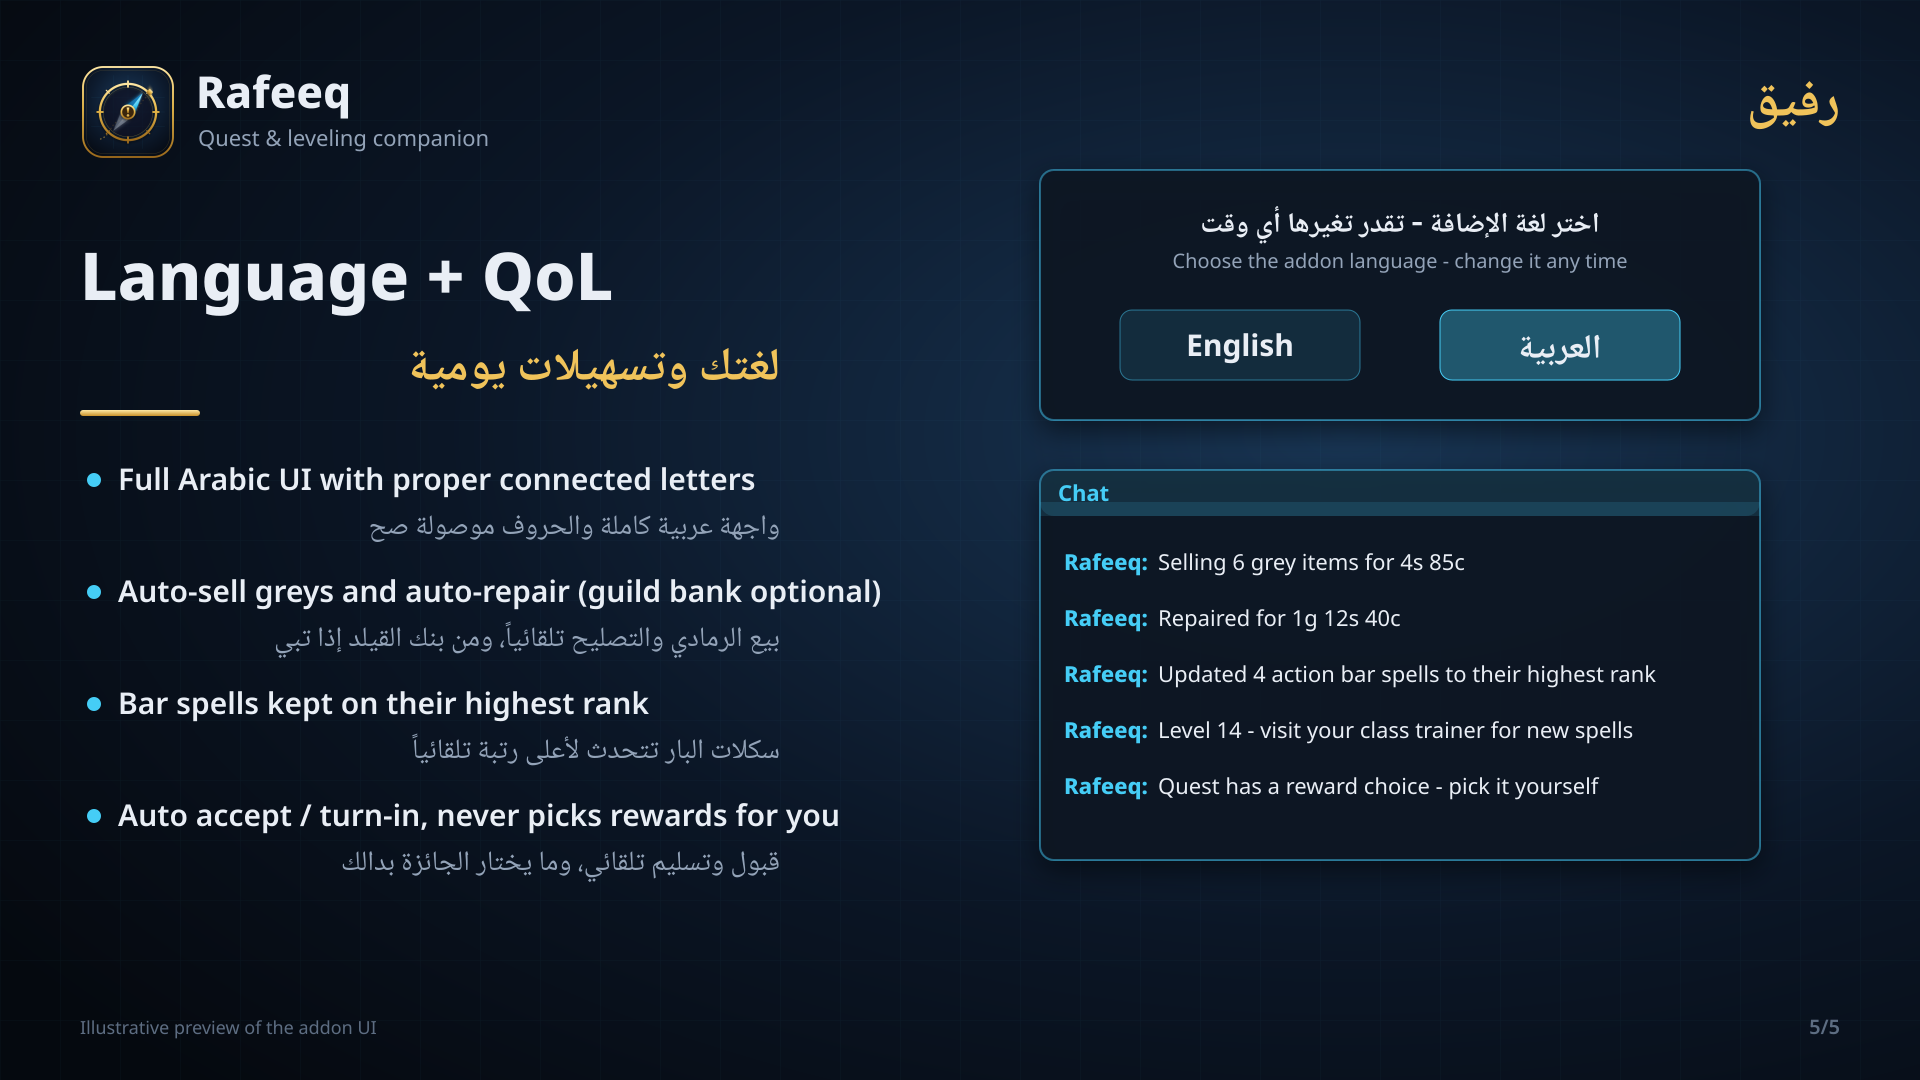 Rafeeq
Quest & leveling companion
رفيق
Language + QoL
لغتك وتسهيلات يومية
Full Arabic UI with proper connected letters
واجهة عربية كاملة والحروف موصولة صح
Auto-sell greys and auto-repair (guild bank optional)
بيع الرمادي والتصليح تلقائياً، ومن بنك القيلد إذا تبي
Bar spells kept on their highest rank
سكلات البار تتحدث لأعلى رتبة تلقائياً
Auto accept / turn-in, never picks rewards for you
قبول وتسليم تلقائي، وما يختار الجائزة بدالك
اختر لغة الإضافة - تقدر تغيرها أي وقت
Choose the addon language - change it any time
English
العربية
Chat
Rafeeq: Selling 6 grey items for 4s 85c
Rafeeq: Repaired for 1g 12s 40c
Rafeeq: Updated 4 action bar spells to their highest rank
Rafeeq: Level 14 - visit your class trainer for new spells
Rafeeq: Quest has a reward choice - pick it yourself
Illustrative preview of the addon UI
5/5